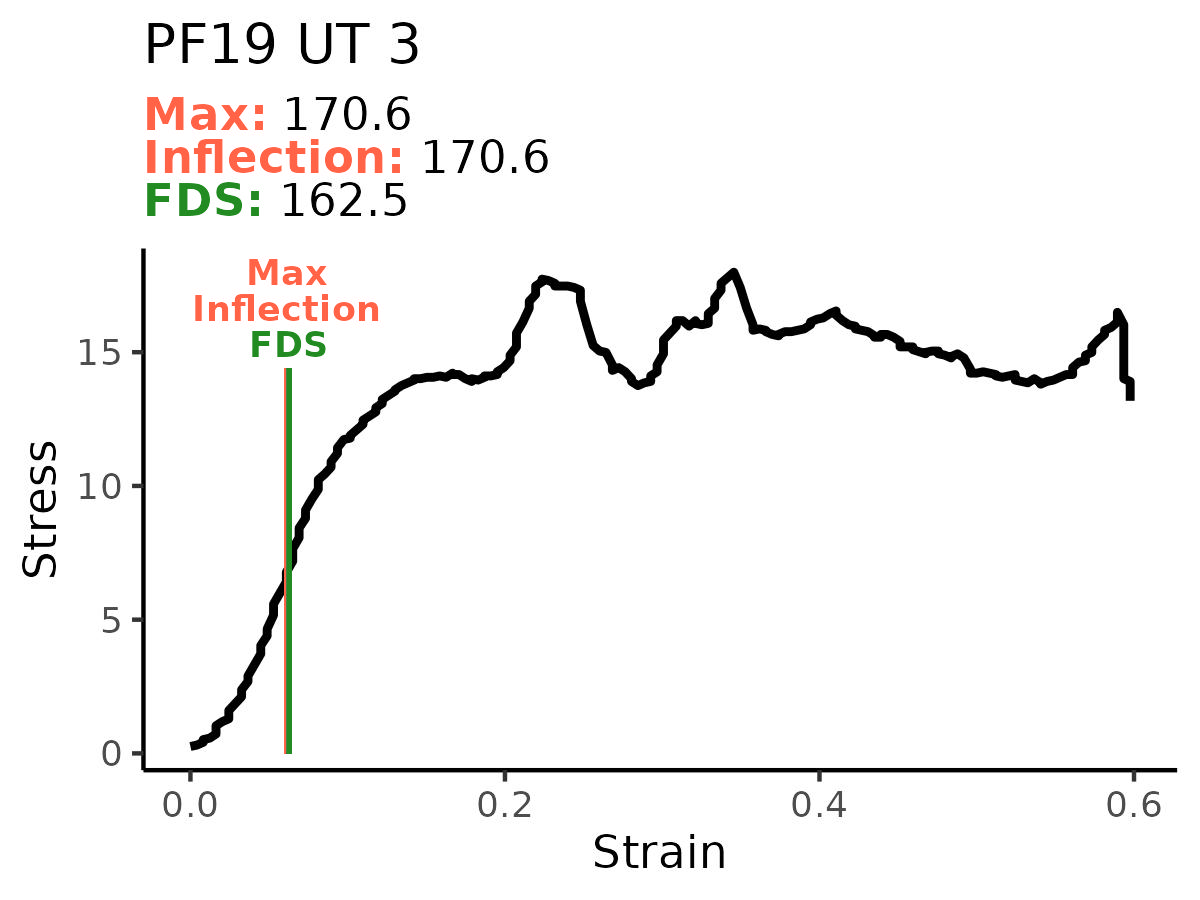 PF19 UT 3
Max: 170.6
Inflection: 170.6
FDS: 162.5
Max
Inflection
FDS
15
10
5
0
Stress
0.0 0.2 0.4 0.6
Strain